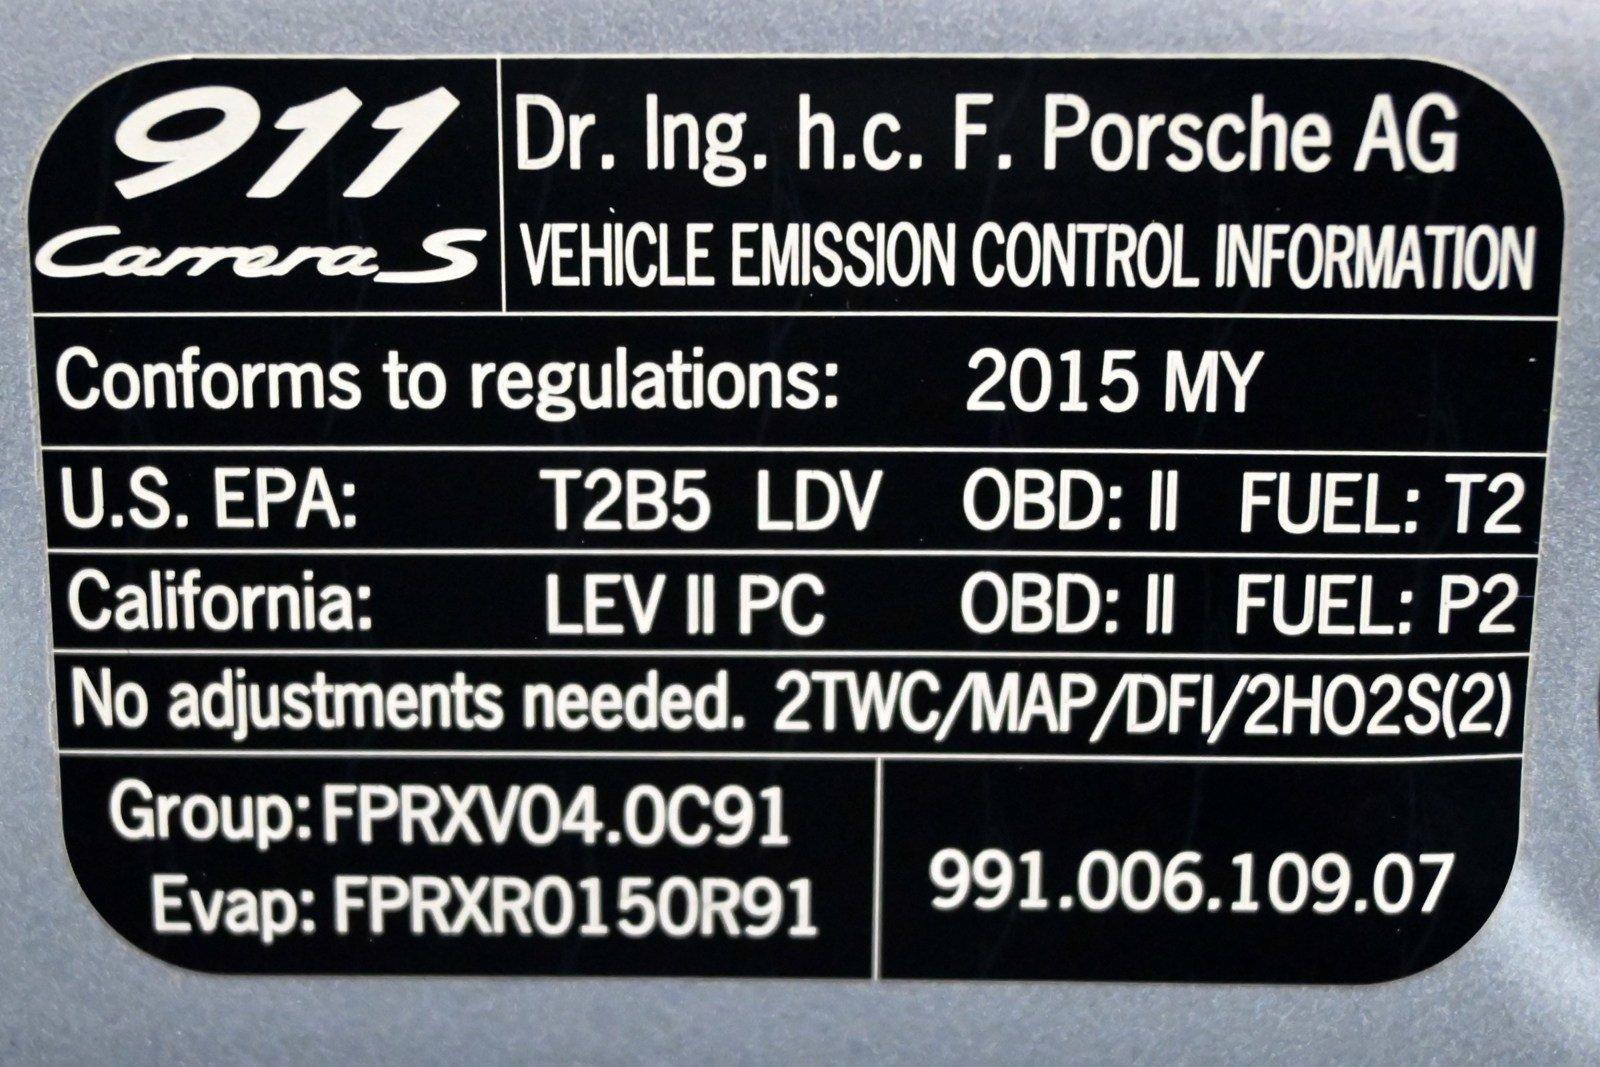 911
Carrera S
Dr. Ing. h.c. F. Porsche AG
VEHICLE EMISSION CONTROL INFORMATION
Conforms to regulations: 2015 MY
U.S. EPA: T2B5 LDV OBD: II FUEL: T2
California: LEV II PC OBD: II FUEL: P2
No adjustments needed. 2TWC/MAP/DFI/2HO2S(2)
Group: FPRXV04.0C91
Evap: FPRXR0150R91
991.006.109.07